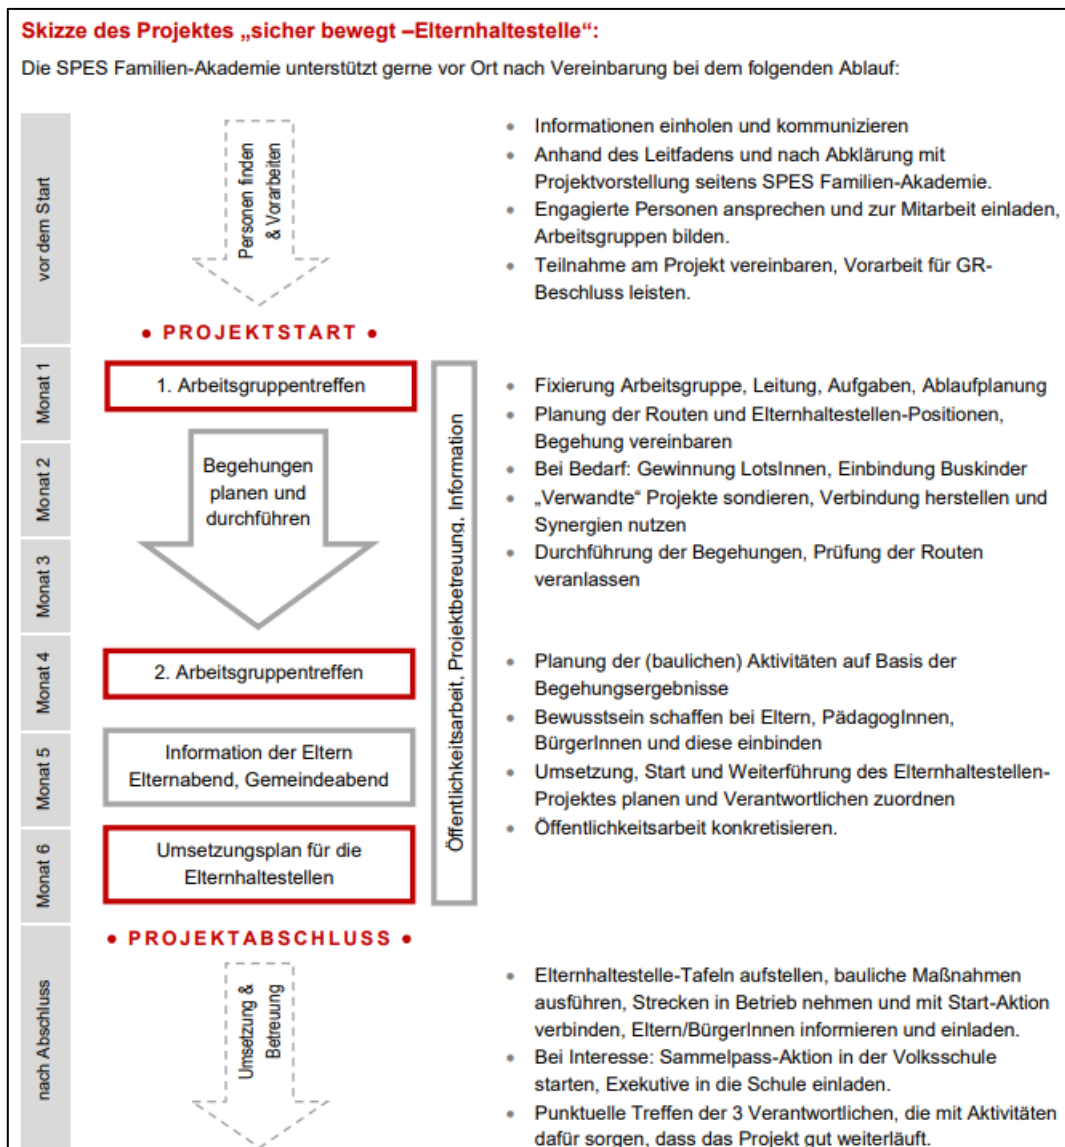 Skizze des Projektes „sicher bewegt –Elternhaltestelle“:
Die SPES Familien-Akademie unterstützt gerne vor Ort nach Vereinbarung bei dem folgenden Ablauf:
vor dem Start
Personen finden
& Vorarbeiten
• Informationen einholen und kommunizieren
• Anhand des Leitfadens und nach Abklärung mit
Projektvorstellung seitens SPES Familien-Akademie.
• Engagierte Personen ansprechen und zur Mitarbeit einladen,
Arbeitsgruppen bilden.
• Teilnahme am Projekt vereinbaren, Vorarbeit für GR-
Beschluss leisten.
• PROJEKTSTART •
Monat 1
Monat 2
Monat 3
1. Arbeitsgruppentreffen
Begehungen
planen und
durchführen
Öffentlichkeitsarbeit, Projektbetreuung, Information
• Fixierung Arbeitsgruppe, Leitung, Aufgaben, Ablaufplanung
• Planung der Routen und Elternhaltestellen-Positionen,
Begehung vereinbaren
• Bei Bedarf: Gewinnung LotsInnen, Einbindung Buskinder
• „Verwandte“ Projekte sondieren, Verbindung herstellen und
Synergien nutzen
• Durchführung der Begehungen, Prüfung der Routen
veranlassen
Monat 4
Monat 5
Monat 6
2. Arbeitsgruppentreffen
Information der Eltern
Elternabend, Gemeindeabend
Umsetzungsplan für die
Elternhaltestellen
• Planung der (baulichen) Aktivitäten auf Basis der
Begehungsergebnisse
• Bewusstsein schaffen bei Eltern, PädagogInnen,
BürgerInnen und diese einbinden
• Umsetzung, Start und Weiterführung des Elternhaltestellen-
Projektes planen und Verantwortlichen zuordnen
• Öffentlichkeitsarbeit konkretisieren.
• PROJEKTABSCHLUSS •
nach Abschluss
Umsetzung &
Betreuung
• Elternhaltestelle-Tafeln aufstellen, bauliche Maßnahmen
ausführen, Strecken in Betrieb nehmen und mit Start-Aktion
verbinden, Eltern/BürgerInnen informieren und einladen.
• Bei Interesse: Sammelpass-Aktion in der Volksschule
starten, Exekutive in die Schule einladen.
• Punktuelle Treffen der 3 Verantwortlichen, die mit Aktivitäten
dafür sorgen, dass das Projekt gut weiterläuft.